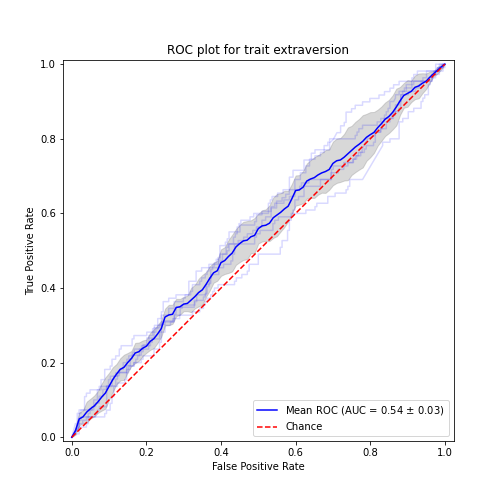 ROC plot for trait extraversion
True Positive Rate
1.0
0.8
0.6
0.4
0.2
0.0
Mean ROC (AUC = 0.54 ± 0.03)
Chance
0.0 0.2 0.4 0.6 0.8 1.0
False Positive Rate